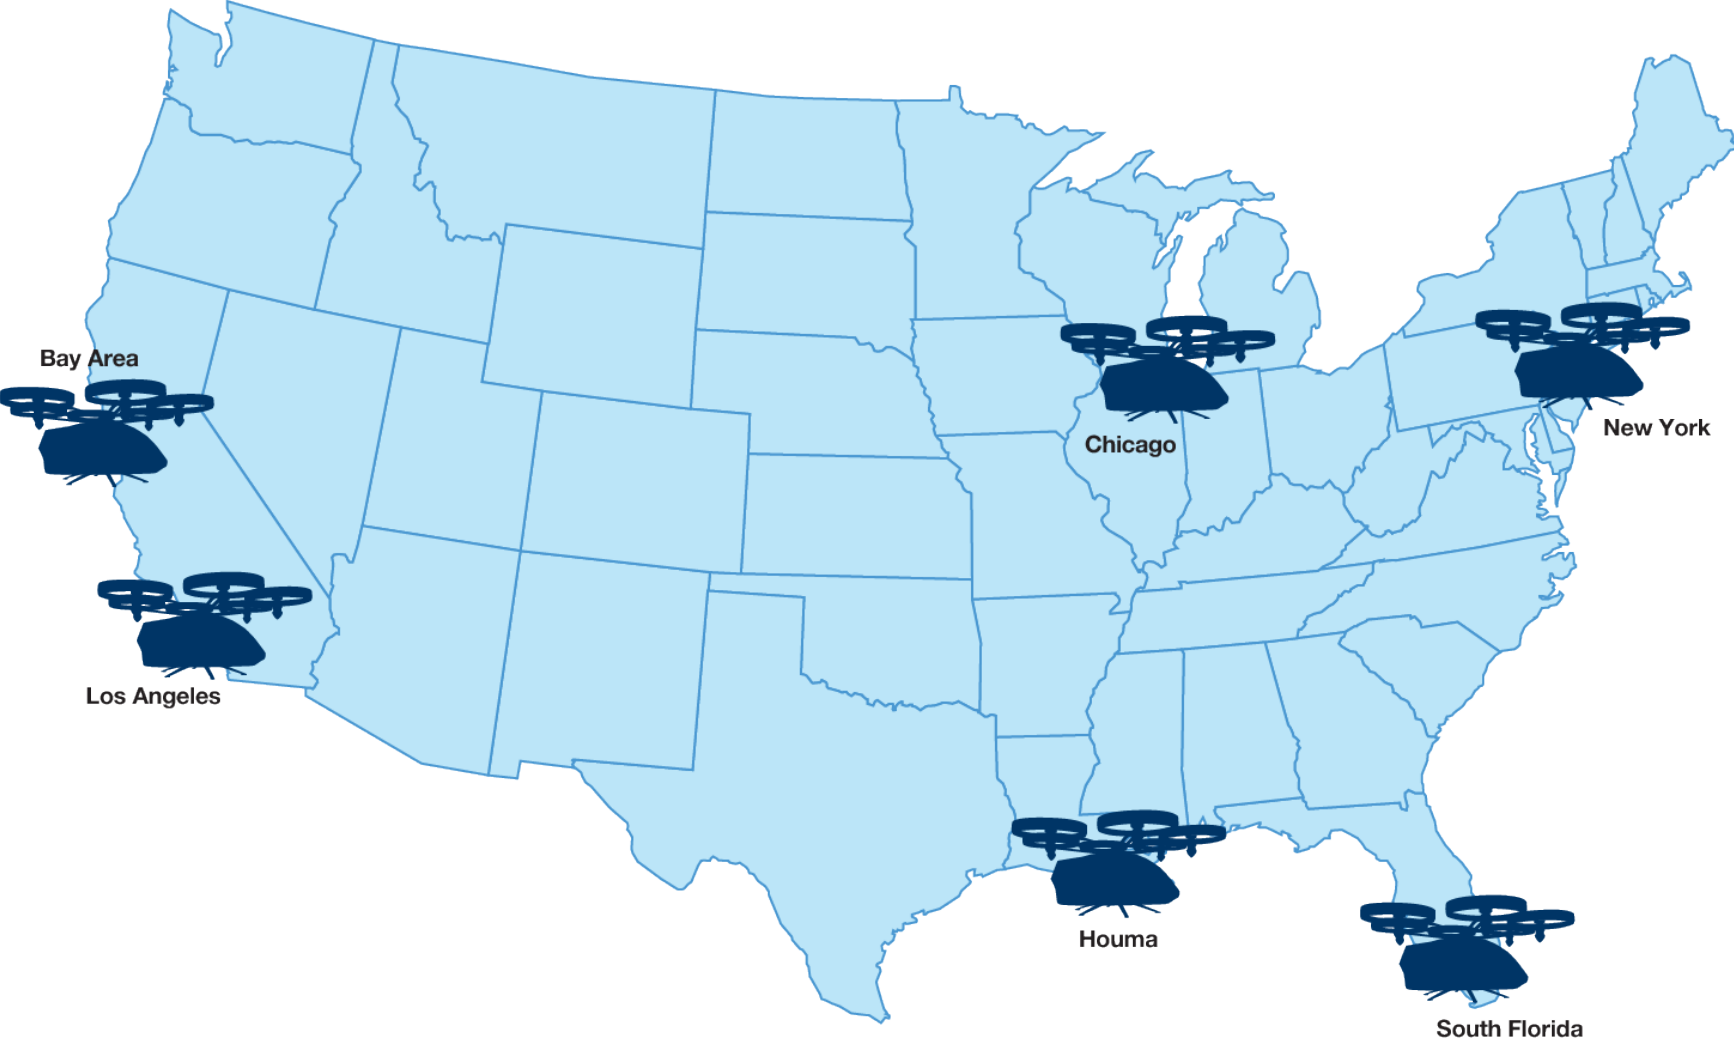 Bay Area
New York
Chicago
Los Angeles
Houma
South Florida